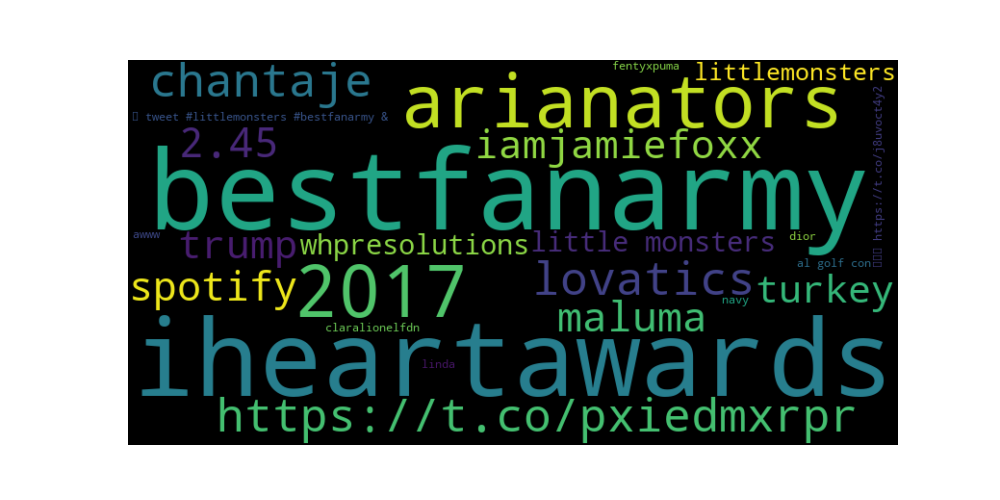 fentyxpuma
chantaje
littlemonsters
arianators
tweet #littlemonsters #bestfanarmy &
2.45
iamjamiefoxx
https://t.co/j8uvoct4y2
bestfanarmy
awww
trump
whpresolutions
little monsters
dior
al golf con
spotify
2017
lovatics
navy
turkey
maluma
claralionelfdn
iheartawards
linda
https://t.co/pxiedmxrpr